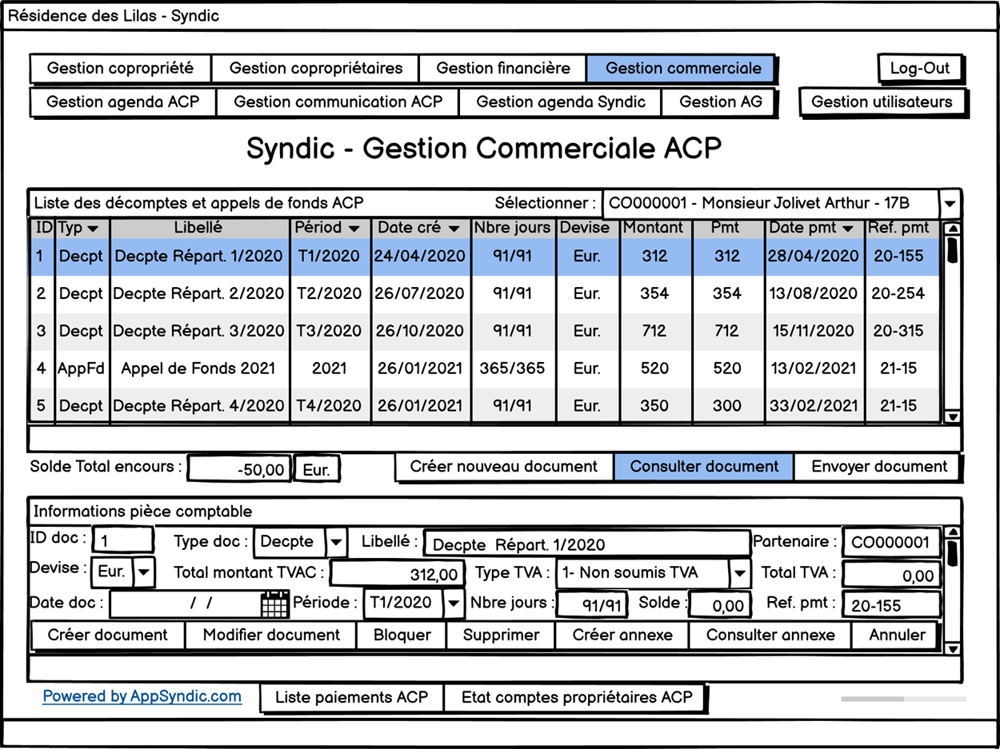 Résidence des Lilas - Syndic
Gestion copropriété Gestion copropriétaires Gestion financière Gestion commerciale Log-Out
Gestion agenda ACP Gestion communication ACP Gestion agenda Syndic Gestion AG Gestion utilisateurs
Syndic - Gestion Commerciale ACP
Liste des décomptes et appels de fonds ACP Sélectionner : CO000001 - Monsieur Jolivet Arthur - 17B
ID Typ Libellé Périod Date cré Nbre jours Devise Montant Pmt Date pmt Ref. pmt
1 Decpt Decpte Répart. 1/2020 T1/2020 24/04/2020 91/91 Eur. 312 312 28/04/2020 20-155
2 Decpt Decpte Répart. 2/2020 T2/2020 26/07/2020 91/91 Eur. 354 354 13/08/2020 20-254
3 Decpt Decpte Répart. 3/2020 T3/2020 26/10/2020 91/91 Eur. 712 712 15/11/2020 20-315
4 AppFd Appel de Fonds 2021 2021 26/01/2021 365/365 Eur. 520 520 13/02/2021 21-15
5 Decpt Decpte Répart. 4/2020 T4/2020 26/01/2021 91/91 Eur. 350 300 33/02/2021 21-15
Solde Total encours : -50,00 Eur. Créer nouveau document Consulter document Envoyer document
Informations pièce comptable
ID doc : 1 Type doc : Decpte Libellé : Decpte Répart. 1/2020 Partenaire : CO000001
Devise : Eur. Total montant TVAC : 312,00 Type TVA : 1- Non soumis TVA Total TVA : 0,00
Date doc : / / Période : T1/2020 Nbre jours : 91/91 Solde : 0,00 Ref. pmt : 20-155
Créer document Modifier document Bloquer Supprimer Créer annexe Consulter annexe Annuler
Powered by AppSyndic.com Liste paiements ACP Etat comptes propriétaires ACP